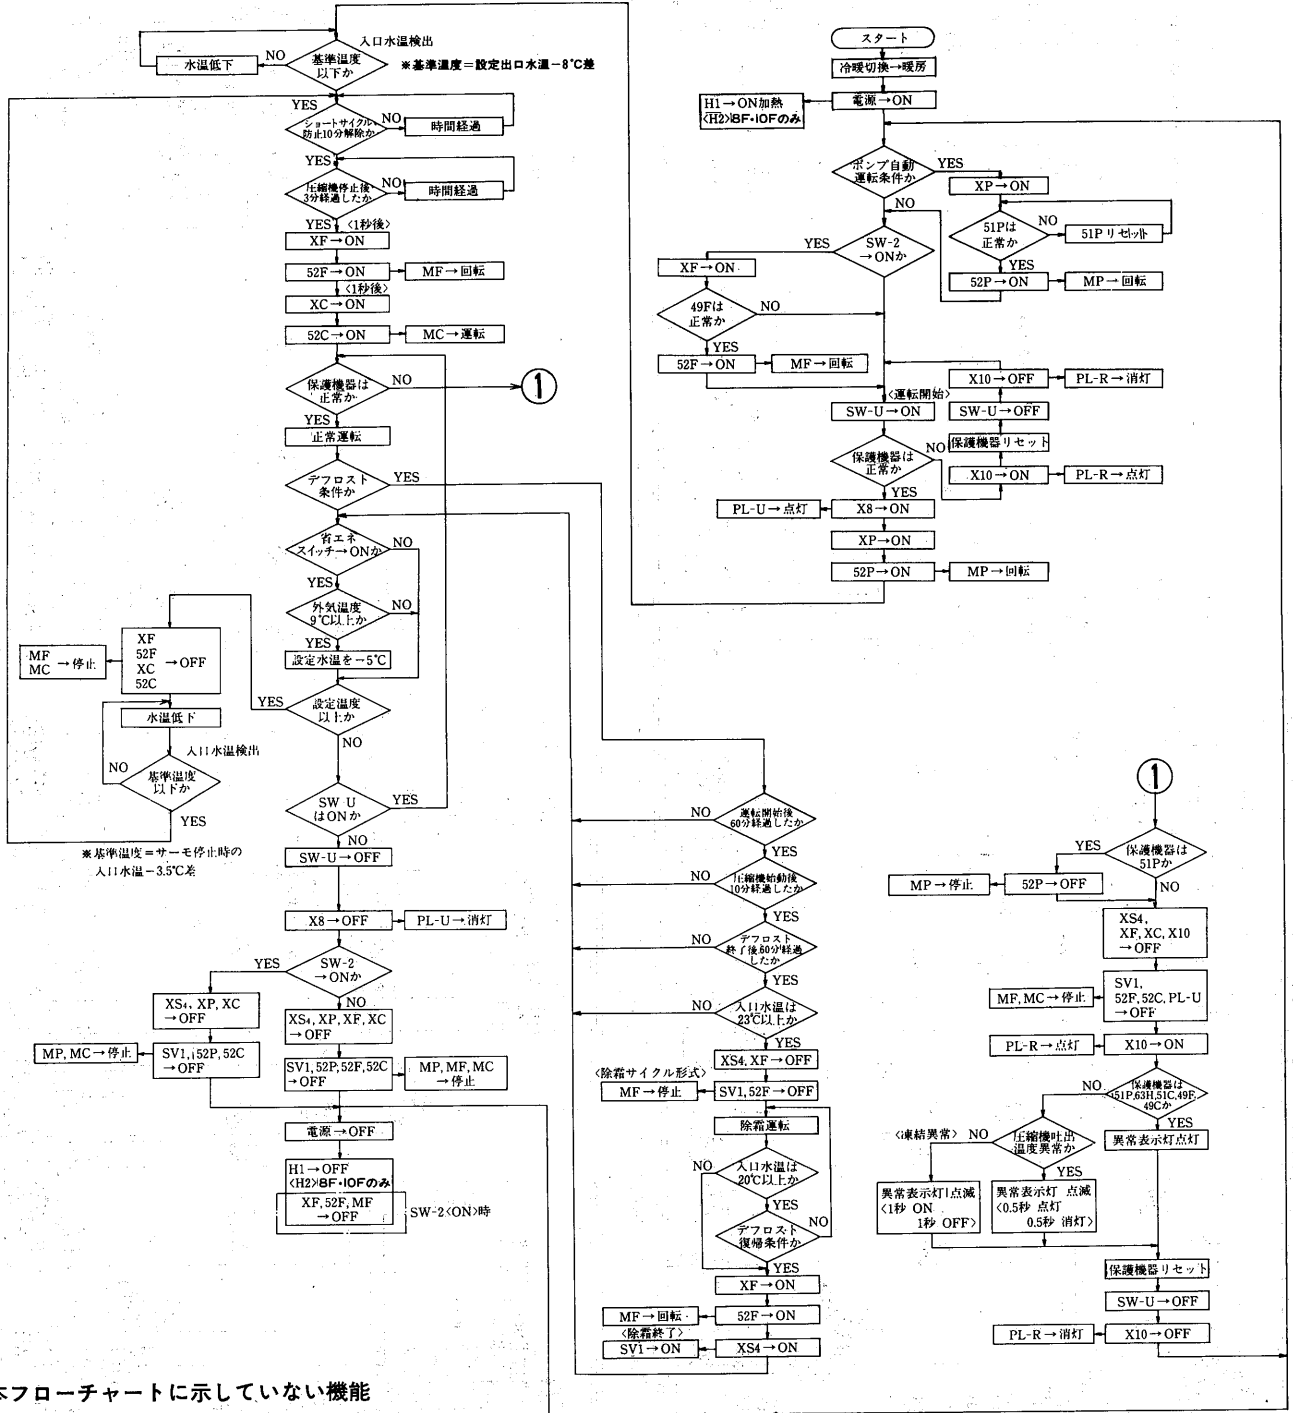 入口水温検出
基準温度
以下か
NO
水温低下
※基準温度＝設定出口水温－8℃差
YES
ショートサイクル
防止10分解除か
NO
時間経過
YES
圧縮機停止後
3分経過したか
NO
時間経過
YES
<1秒後>
XF→ON
52F→ON
MF→回転
<1秒後>
XC→ON
52C→ON
MC→運転
保護機器は
正常か
NO
①
YES
正常運転
デフロスト
条件か
YES
省エネ
スイッチ→ONか
NO
YES
外気温度
9℃以上か
NO
YES
設定水温を－5℃
設定温度
以上か
YES
NO
XF
52F
XC
52C
→OFF
MF
MC
→停止
水温低下
入口水温検出
基準温度
以下か
NO
YES
※基準温度＝サーモ停止時の
入口水温－3.5℃差
SW-U
はONか
YES
NO
SW-U→OFF
X8→OFF
PL-U→消灯
SW-2
→ONか
YES
NO
XS4, XP, XC
→OFF
XS4, XP, XF, XC
→OFF
SV1, 52P, 52C
→OFF
MP, MC→停止
SV1, 52P, 52F, 52C
→OFF
MP, MF, MC
→停止
電源→OFF
H1→OFF
<H2>8F・10Fのみ
XF, 52F, MF
→OFF
SW-2<ON>時
スタート
冷暖切換→暖房
電源→ON
H1→ON加熱
<H2>8F・10Fのみ
ポンプ自動
運転条件か
YES
NO
XP→ON
51Pは
正常か
NO
51Pリセット
YES
52P→ON
MP→回転
SW-2
→ONか
YES
XF→ON
49Fは
正常か
NO
YES
52F→ON
MF→回転
<運転開始>
SW-U→ON
保護機器は
正常か
NO
YES
X10→OFF
PL-R→消灯
SW-U→OFF
保護機器リセット
X10→ON
PL-R→点灯
X8→ON
PL-U→点灯
XP→ON
52P→ON
MP→回転
運転開始後
60分経過したか
NO
YES
圧縮機始動後
10分経過したか
NO
YES
デフロスト
終了後,60分経過
したか
NO
YES
入口水温は
23℃以上か
NO
YES
XS4, XF→OFF
<除霜サイクル形式>
SV1, 52F→OFF
MF→停止
除霜運転
入口水温は
20℃以上か
NO
YES
デフロスト
復帰条件か
NO
YES
XF→ON
52F→ON
MF→回転
<除霜終了>
XS4→ON
SV1→ON
①
保護機器は
51Pか
YES
NO
52P→OFF
MP→停止
XS4,
XF, XC, X10
→OFF
SV1,
52F, 52C, PL-U
→OFF
MF, MC→停止
X10→ON
PL-R→点灯
保護機器は
51P,63H,51C,49F,
49Cか
NO
YES
異常表示灯点灯
圧縮機吐出
温度異常か
<凍結異常>
NO
YES
異常表示灯 点滅
<1秒 ON
1秒 OFF>
異常表示灯 点滅
<0.5秒 点灯
0.5秒 消灯>
保護機器リセット
SW-U→OFF
X10→OFF
PL-R→消灯
本フローチャートに示していない機能